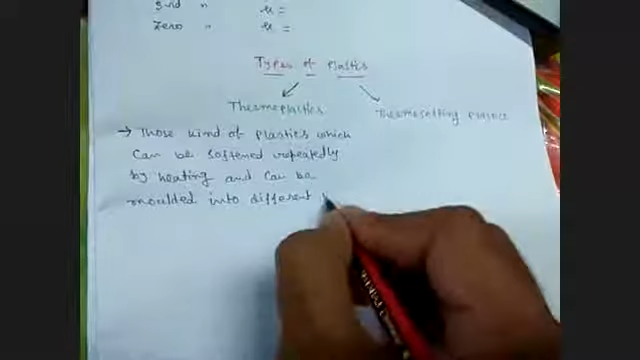 3rd " u =
Zero " u =
Types of Plastics
Thermoplastics
Thermosetting Plastics
→ Those kind of Plastics which
can be softened repeatedly
by heating and can be
moulded into different